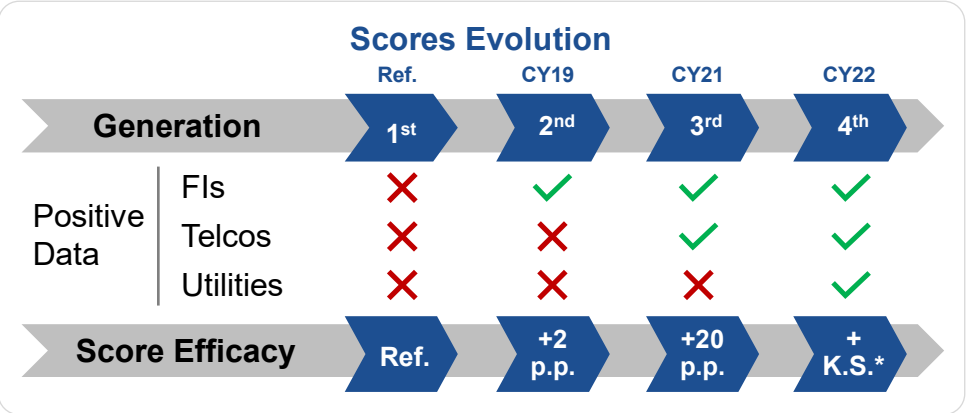 Scores Evolution
Ref. CY19 CY21 CY22
Generation 1st 2nd 3rd 4th
Positive
Data
FIs
Telcos
Utilities
Score Efficacy Ref. +2 p.p. +20 p.p. + K.S.*